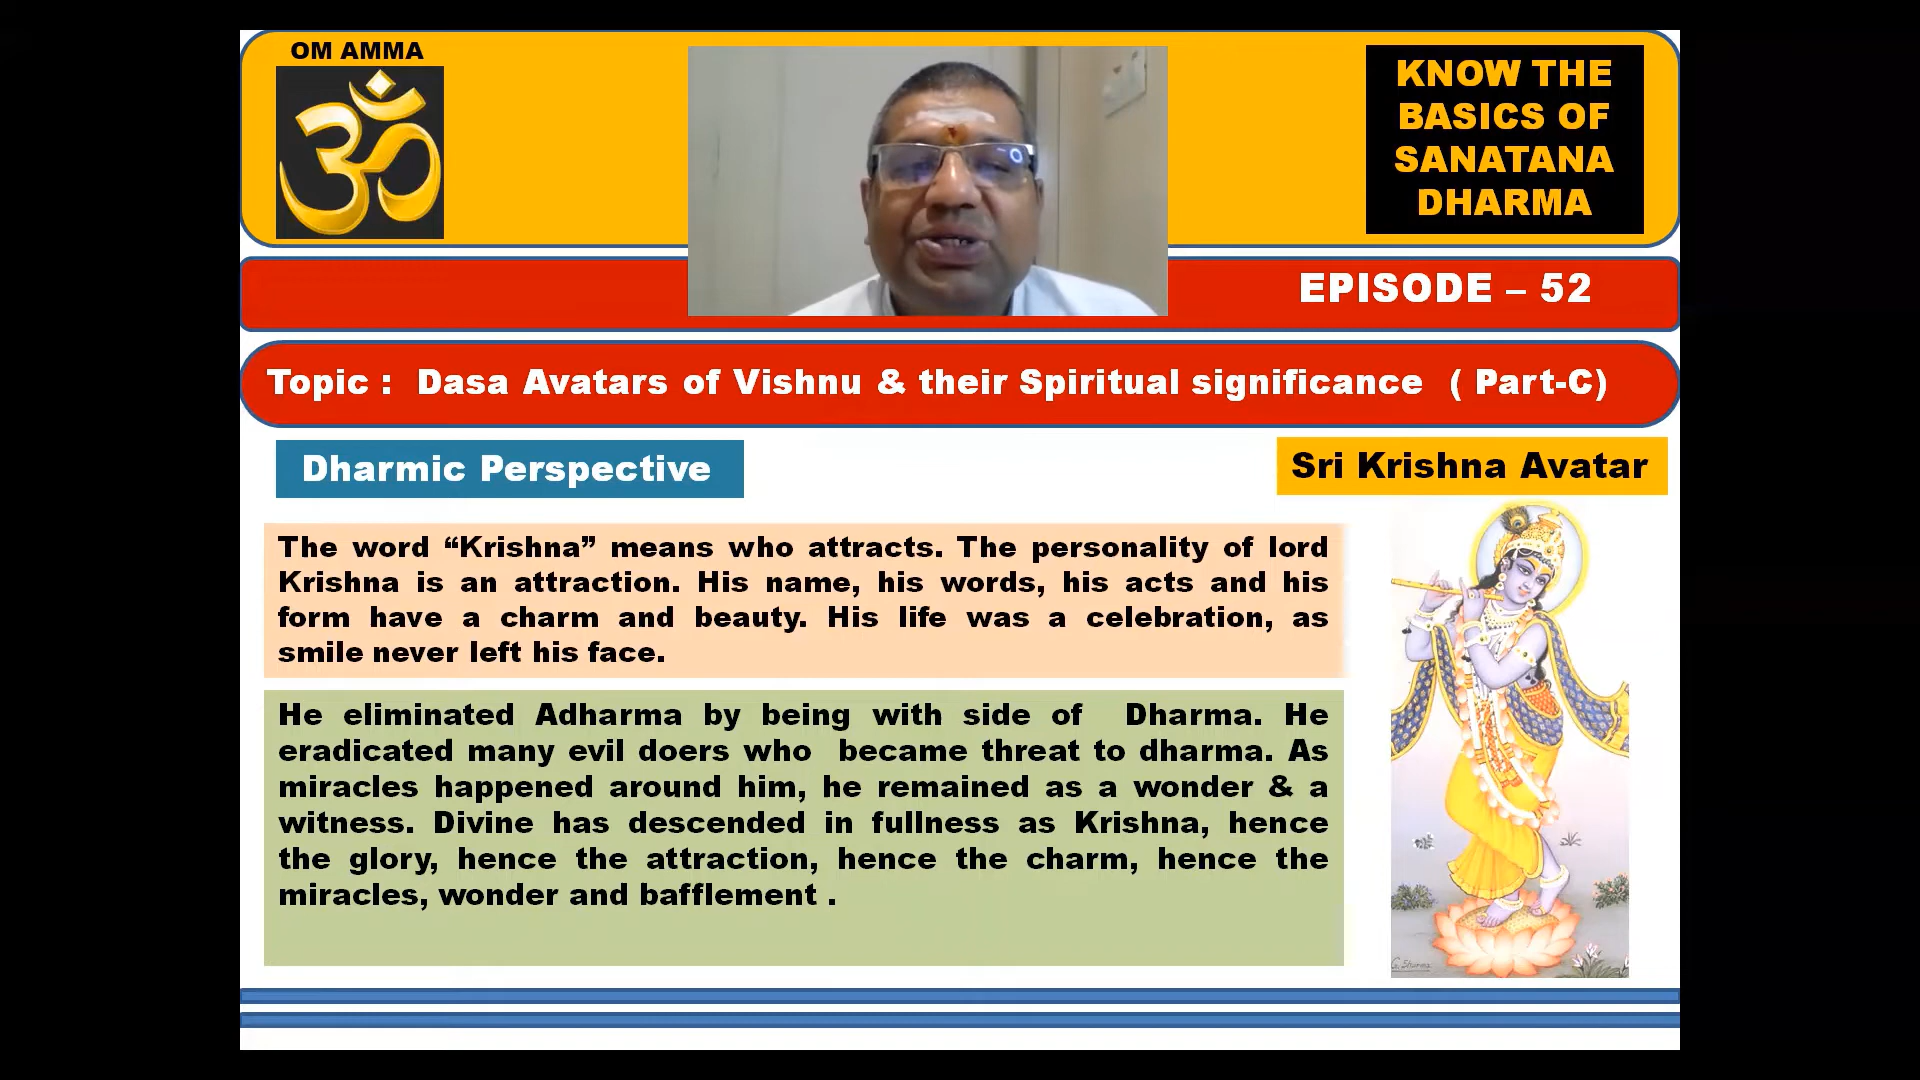 OM AMMA
KNOW THE
BASICS OF
SANATANA
DHARMA
EPISODE – 52
Topic :  Dasa Avatars of Vishnu & their Spiritual significance  ( Part-C)
Dharmic Perspective
Sri Krishna Avatar
The word “Krishna” means who attracts. The personality of lord
Krishna is an attraction. His name, his words, his acts and his
form have a charm and beauty. His life was a celebration, as
smile never left his face.
He eliminated Adharma by being with side of  Dharma. He
eradicated many evil doers who  became threat to dharma. As
miracles happened around him, he remained as a wonder & a
witness. Divine has descended in fullness as Krishna, hence
the glory, hence the attraction, hence the charm, hence the
miracles, wonder and bafflement .
G. Sharma